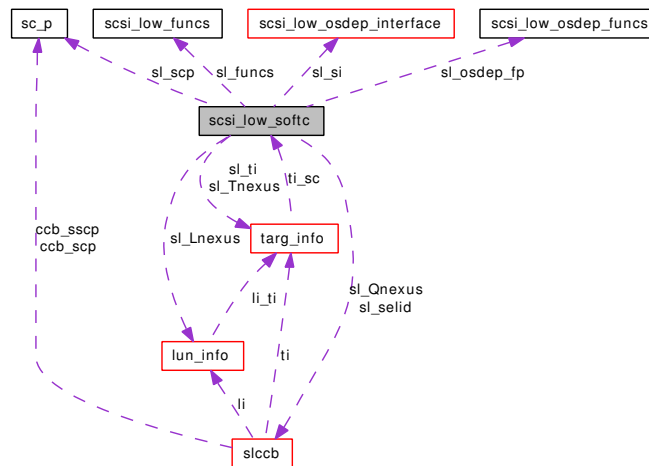 sc_p
scsi_low_funcs
scsi_low_osdep_interface
scsi_low_osdep_funcs
sl_scp
sl_funcs
sl_si
sl_osdep_fp
scsi_low_softc
sl_ti
sl_Tnexus
ti_sc
ccb_sscp
ccb_scp
sl_Lnexus
targ_info
sl_Qnexus
sl_selid
li_ti
lun_info
ti
li
slccb